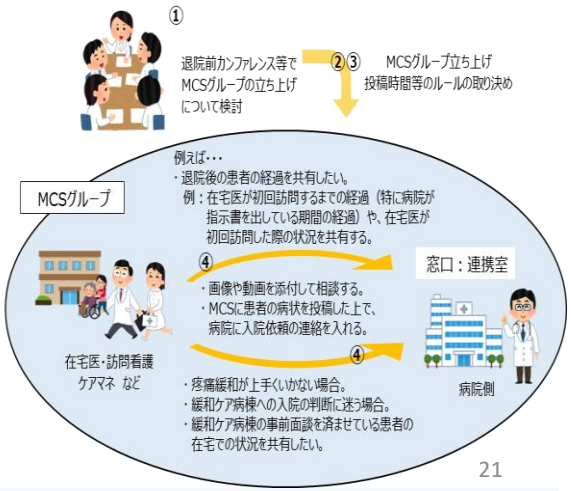 ①
退院前カンファレンス等で
MCSグループの立ち上げ
について検討
②③
MCSグループ立ち上げ
投稿時間等のルールの取り決め
例えば・・・
・退院後の患者の経過を共有したい。
例：在宅医が初回訪問するまでの経過（特に病院が
指示書を出している期間の経過）や、在宅医が
初回訪問した際の状況を共有する。
MCSグループ
④
窓口：連携室
・画像や動画を添付して相談する。
・MCSに患者の病状を投稿した上で、
病院に入院依頼の連絡を入れる。
④
在宅医・訪問看護
ケアマネ など
病院側
・疼痛緩和が上手くいかない場合。
・緩和ケア病棟への入院の判断に迷う場合。
・緩和ケア病棟の事前面談を済ませている患者の
在宅での状況を共有したい。
21